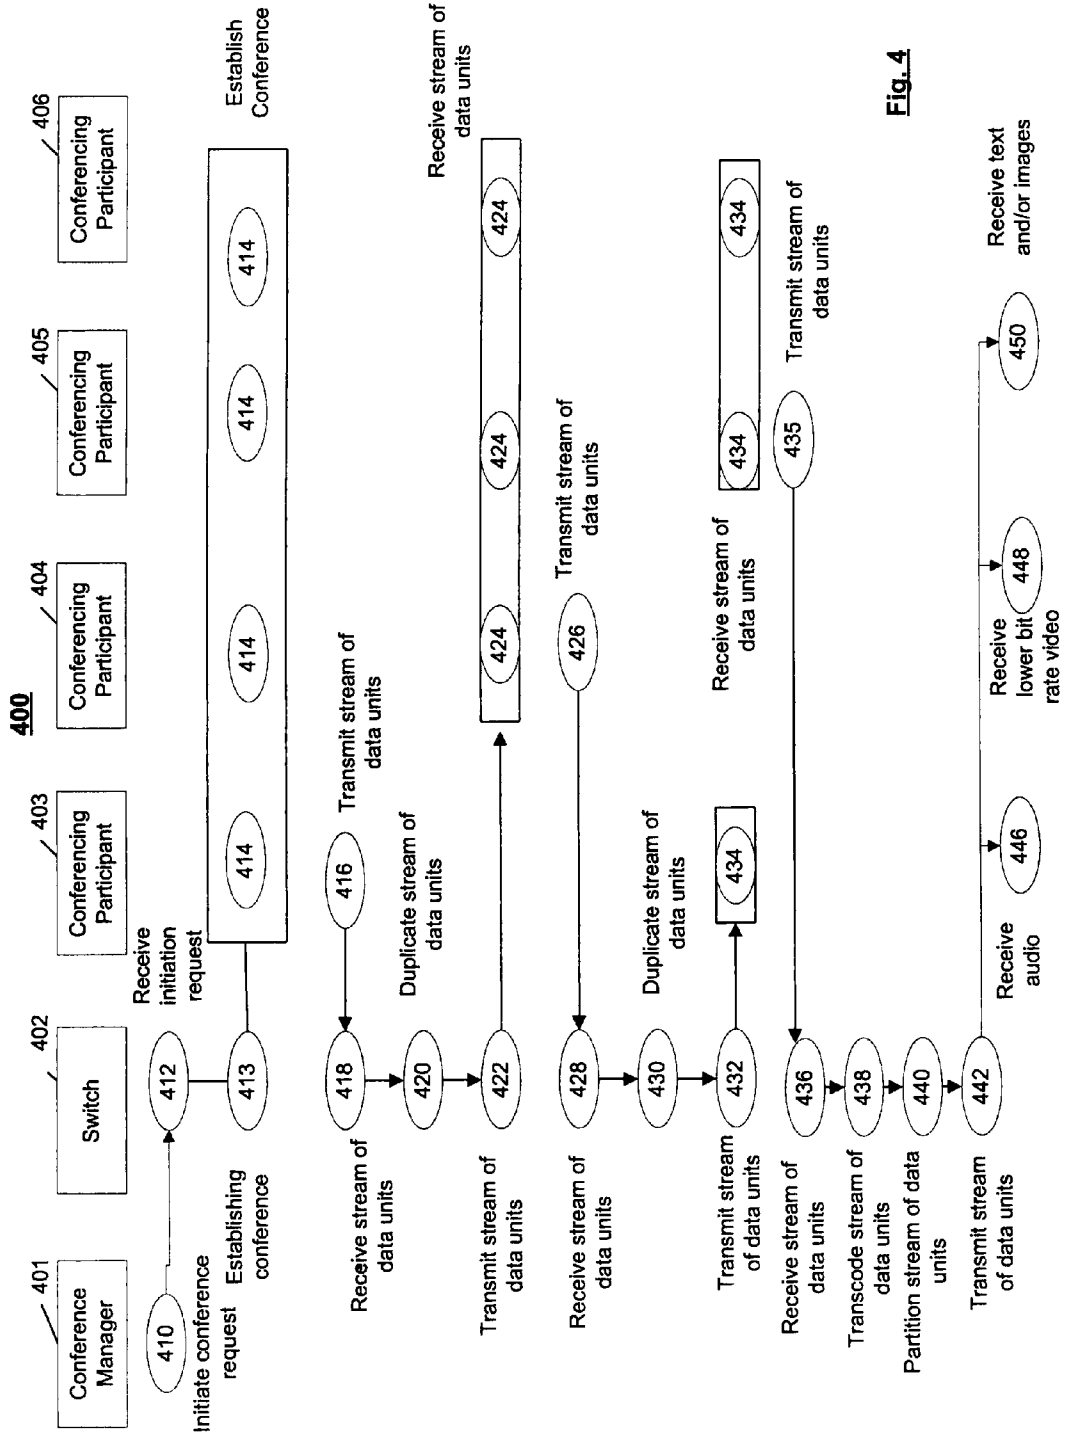 400
401
402
403
404
405
406
Conference
Manager
Switch
Conferencing
Participant
Conferencing
Participant
Conferencing
Participant
Conferencing
Participant
410
Initiate conference
request
412
Receive
initiation
request
413
Establishing
conference
414
414
414
414
Establish
Conference
416
Transmit stream of
data units
418
Receive stream of
data units
420
Duplicate stream of
data units
422
Transmit stream of
data units
424
424
424
Receive stream of
data units
426
Transmit stream of
data units
428
Receive stream of
data units
430
Duplicate stream of
data units
432
Transmit stream
of data units
434
434
434
Receive stream of
data units
435
Transmit stream of
data units
436
Receive stream of
data units
438
Transcode stream of
data units
440
Partition stream of data
units
442
Transmit stream
of data units
446
Receive
audio
448
Receive
lower bit
rate video
450
Receive text
and/or images
Fig. 4